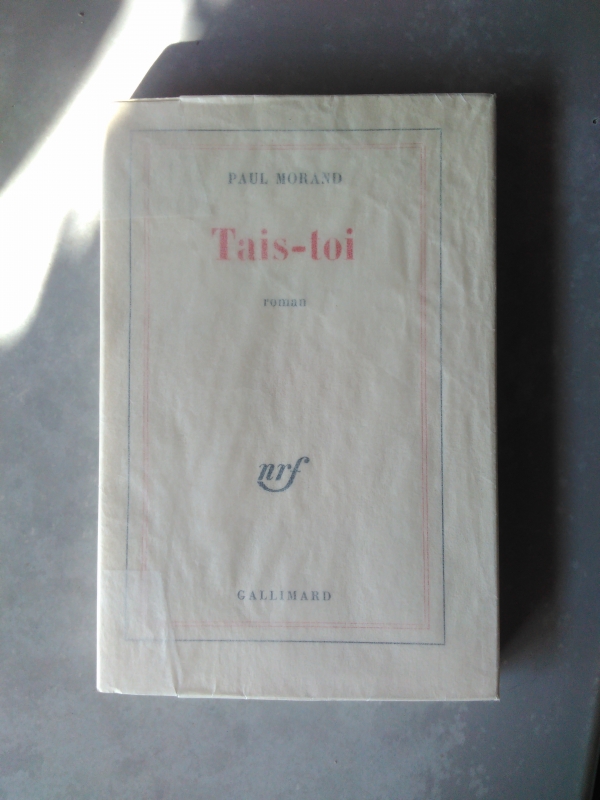 PAUL MORAND
Tais-toi
roman
nrf
GALLIMARD